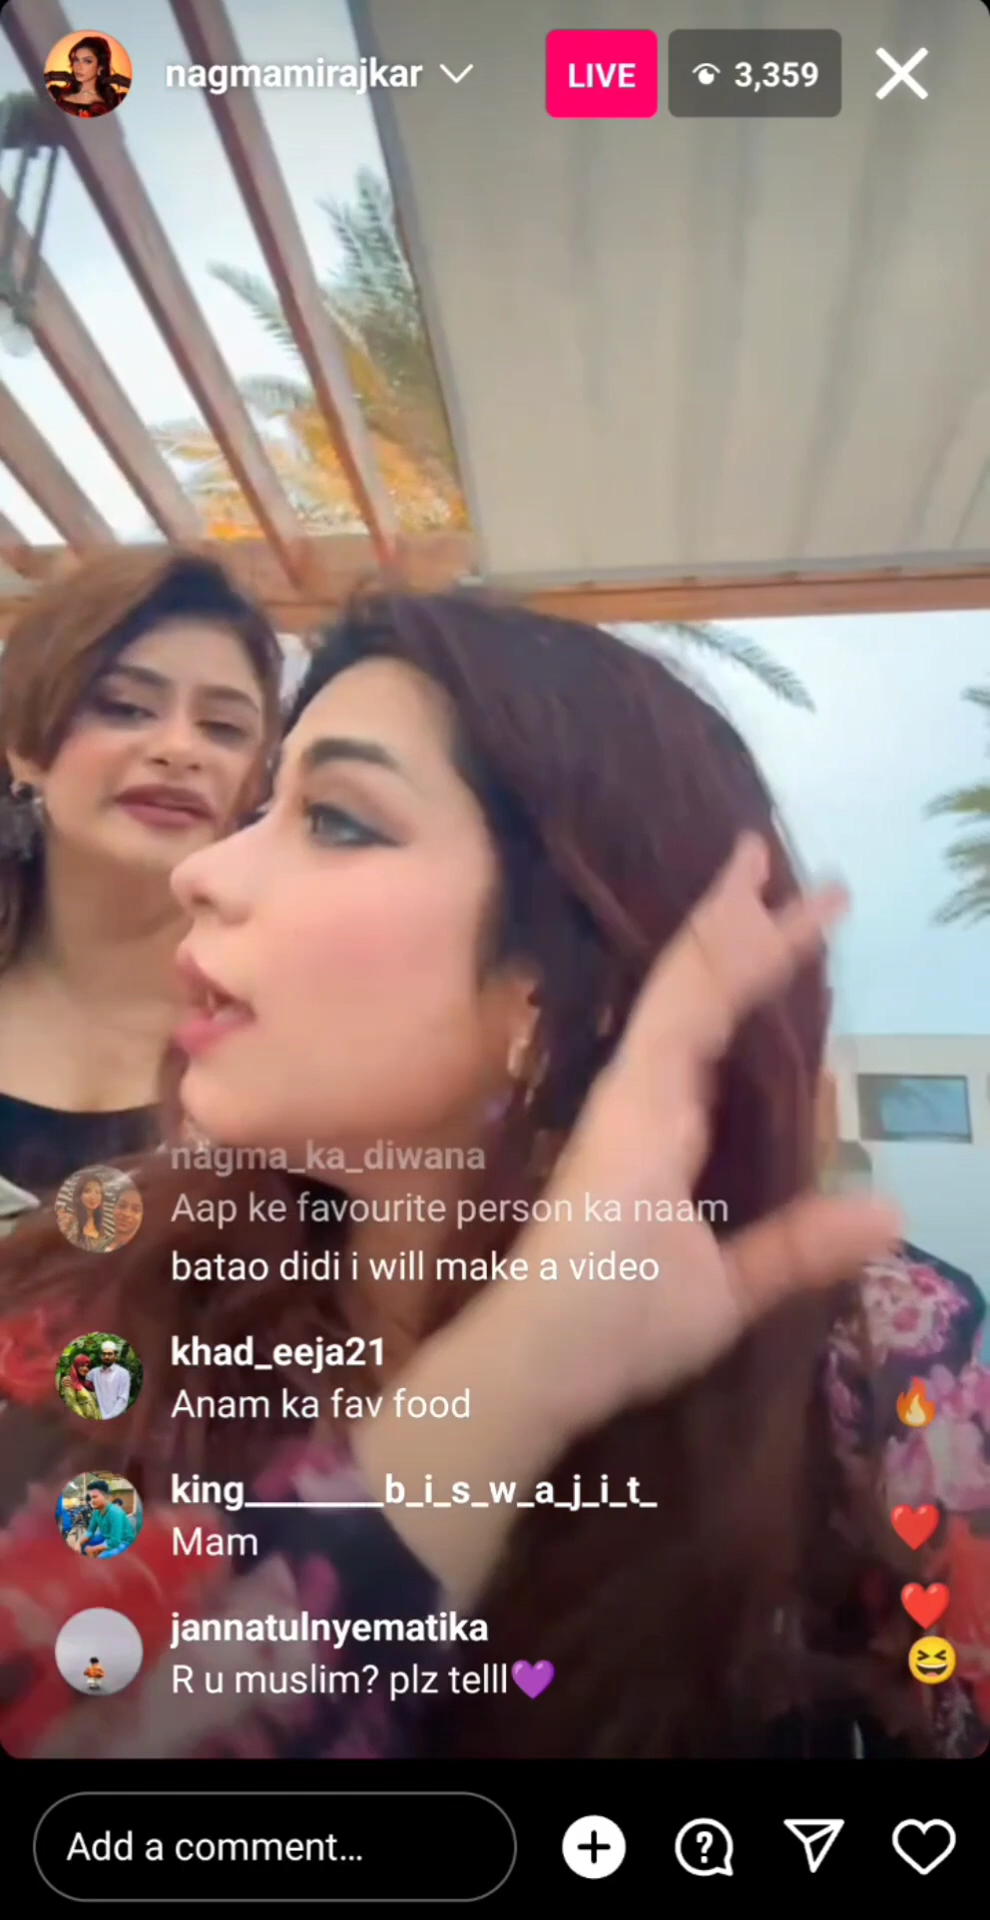 nagmamirajkar
LIVE
3,359
nagma_ka_diwana
Aap ke favourite person ka naam
batao didi i will make a video
khad_eeja21
Anam ka fav food
king________b_i_s_w_a_j_i_t_
Mam
jannatulnyematika
R u muslim? plz telll💜
Add a comment...